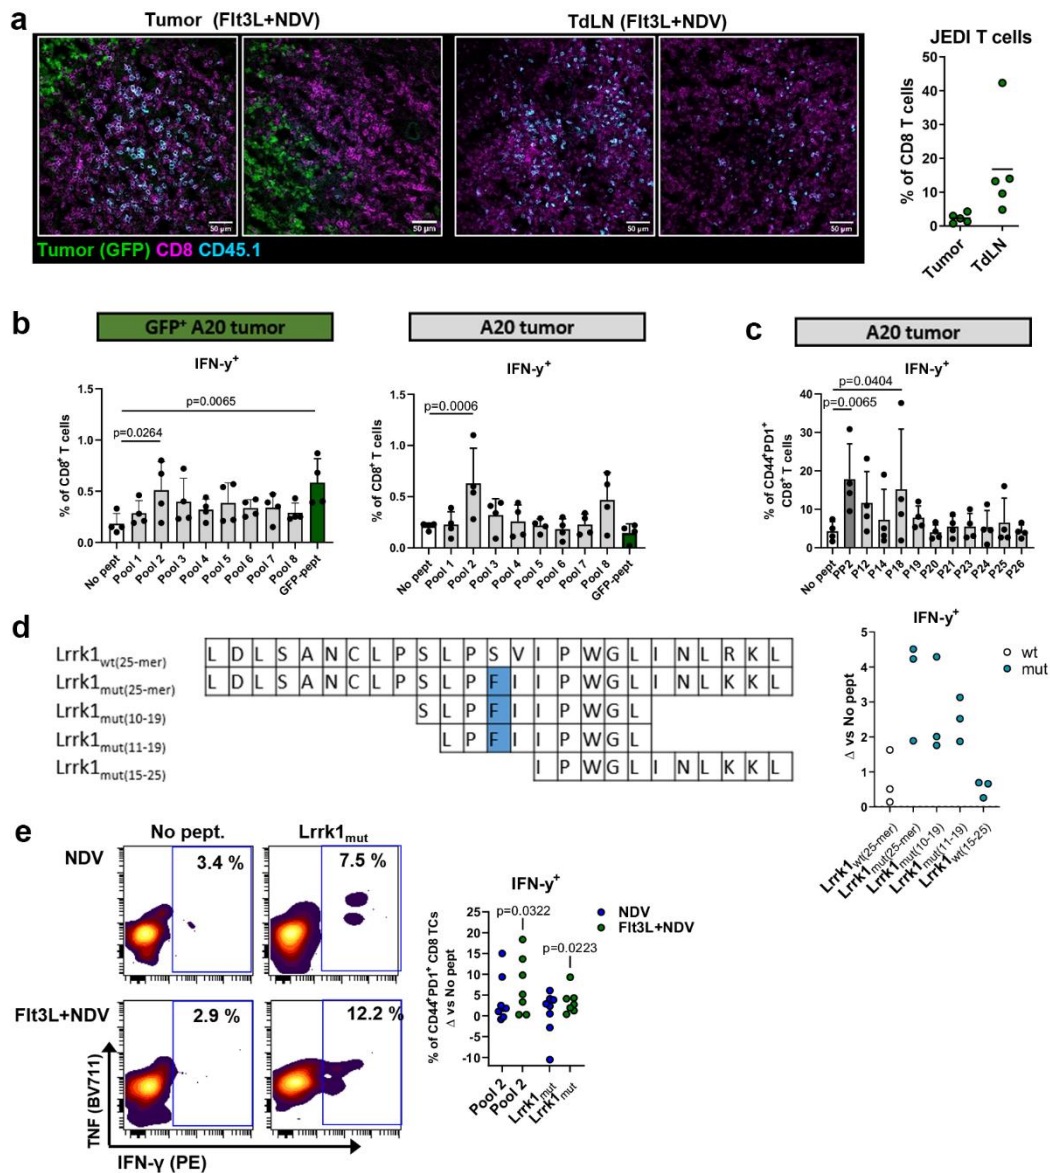 a
Tumor (Flt3L+NDV)
TdLN (Flt3L+NDV)
50 µm
50 µm
50 µm
50 µm
Tumor (GFP) CD8 CD45.1
JEDI T cells
% of CD8 T cells
50
40
30
20
10
0
Tumor
TdLN
b
GFP+ A20 tumor
IFN-y+
% of CD8+ T cells
1.5
1.0
0.5
0.0
p=0.0065
p=0.0264
No pept
Pool 1
Pool 2
Pool 3
Pool 4
Pool 5
Pool 6
Pool 7
Pool 8
GFP-pept
A20 tumor
IFN-y+
% of CD8+ T cells
1.5
1.0
0.5
0.0
p=0.0006
No pept
Pool 1
Pool 2
Pool 3
Pool 4
Pool 5
Pool 6
Pool 7
Pool 8
GFP-pept
c
A20 tumor
IFN-y+
% of CD44+PD1+
CD8+ T cells
40
30
20
10
0
p=0.0404
p=0.0065
No pept
PP2
P12
P14
P18
P19
P20
P21
P23
P24
P25
P26
d
Lrrk1wt(25-mer) L D L S A N C L P S L P S V I P W G L I N L R K L
Lrrk1mut(25-mer) L D L S A N C L P S L P F I I P W G L I N L K K L
Lrrk1mut(10-19) S L P F I I P W G L
Lrrk1mut(11-19) L P F I I P W G L
Lrrk1mut(15-25) I P W G L I N L K K L
IFN-y+
Δ vs No pept
5
4
3
2
1
0
wt
mut
Lrrk1wt(25-mer)
Lrrk1mut(25-mer)
Lrrk1mut(10-19)
Lrrk1mut(11-19)
Lrrk1wt(15-25)
e
No pept.
Lrrk1mut
NDV
3.4 %
7.5 %
Flt3L+NDV
2.9 %
12.2 %
TNF (BV711)
IFN-γ (PE)
IFN-y+
% of CD44+PD1+ CD8 TCs
Δ vs No pept
25
20
15
10
5
0
-5
-10
p=0.0322
p=0.0223
NDV
Flt3L+NDV
Pool 2
Pool 2
Lrrk1mut
Lrrk1mut